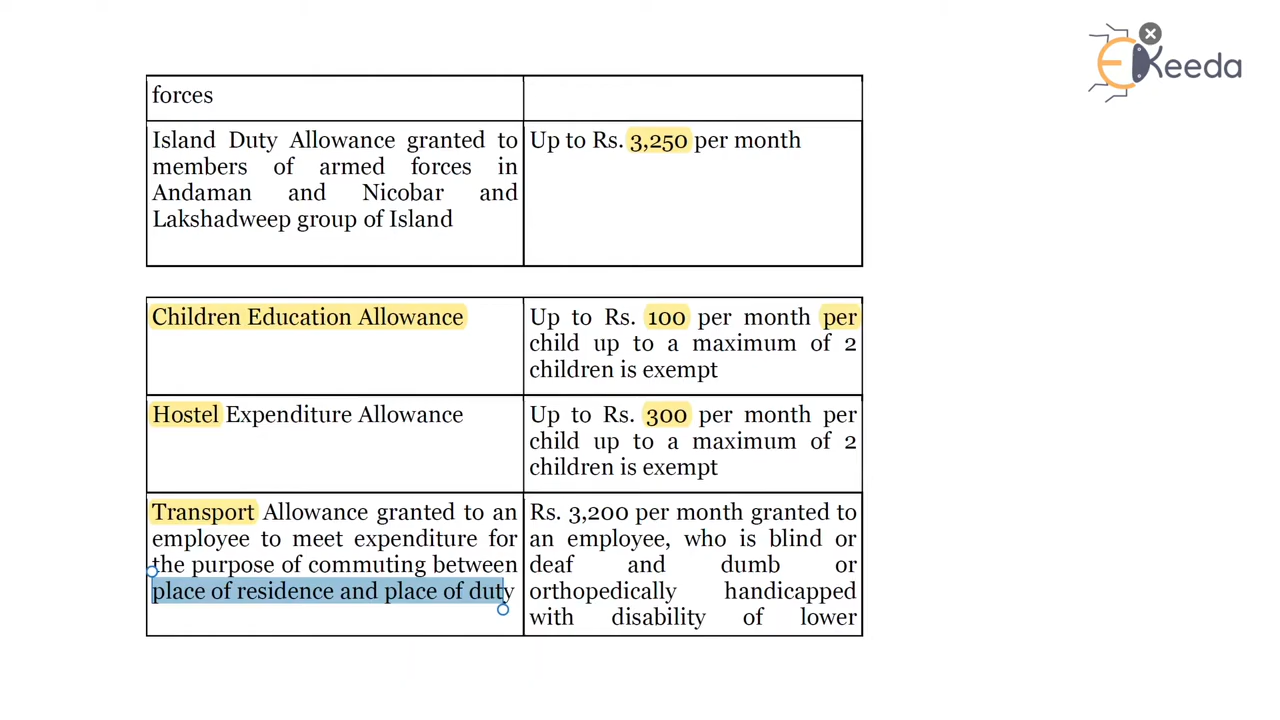 EKeeda
forces
Island Duty Allowance granted to
members of armed forces in
Andaman and Nicobar and
Lakshadweep group of Island
Up to Rs. 3,250 per month
Children Education Allowance
Up to Rs. 100 per month per
child up to a maximum of 2
children is exempt
Hostel Expenditure Allowance
Up to Rs. 300 per month per
child up to a maximum of 2
children is exempt
Transport Allowance granted to an
employee to meet expenditure for
the purpose of commuting between
place of residence and place of duty
Rs. 3,200 per month granted to
an employee, who is blind or
deaf and dumb or
orthopedically handicapped
with disability of lower